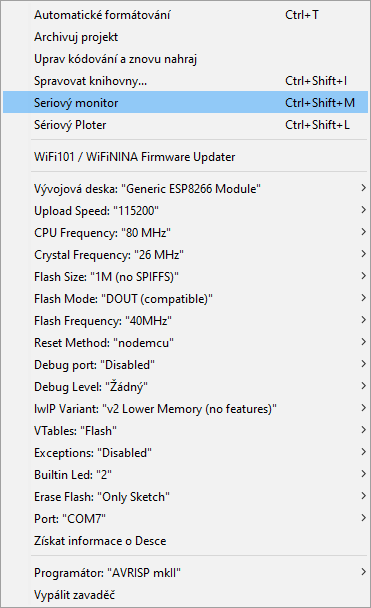 Automatické formátování Ctrl+T
Archivuj projekt
Uprav kódování a znovu nahraj
Spravovat knihovny... Ctrl+Shift+I
Seriový monitor Ctrl+Shift+M
Sériový Ploter Ctrl+Shift+L
WiFi101 / WiFiNINA Firmware Updater
Vývojová deska: "Generic ESP8266 Module"
Upload Speed: "115200"
CPU Frequency: "80 MHz"
Crystal Frequency: "26 MHz"
Flash Size: "1M (no SPIFFS)"
Flash Mode: "DOUT (compatible)"
Flash Frequency: "40MHz"
Reset Method: "nodemcu"
Debug port: "Disabled"
Debug Level: "Žádný"
lwIP Variant: "v2 Lower Memory (no features)"
VTables: "Flash"
Exceptions: "Disabled"
Builtin Led: "2"
Erase Flash: "Only Sketch"
Port: "COM7"
Získat informace o Desce
Programátor: "AVRISP mkII"
Vypálit zavaděč